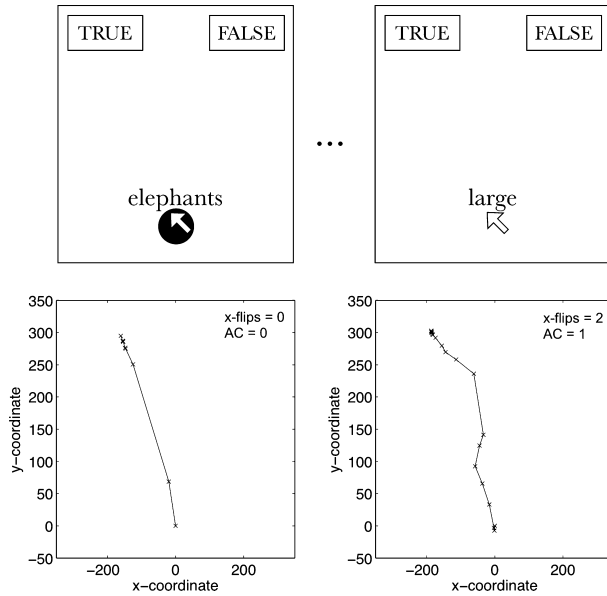 TRUE FALSE
elephants
...
TRUE FALSE
large
350
300
250
200
150
100
50
0
−50
y−coordinate
x-flips = 0
AC = 0
−200 0 200
x−coordinate
350
300
250
200
150
100
50
0
−50
y−coordinate
x-flips = 2
AC = 1
−200 0 200
x−coordinate